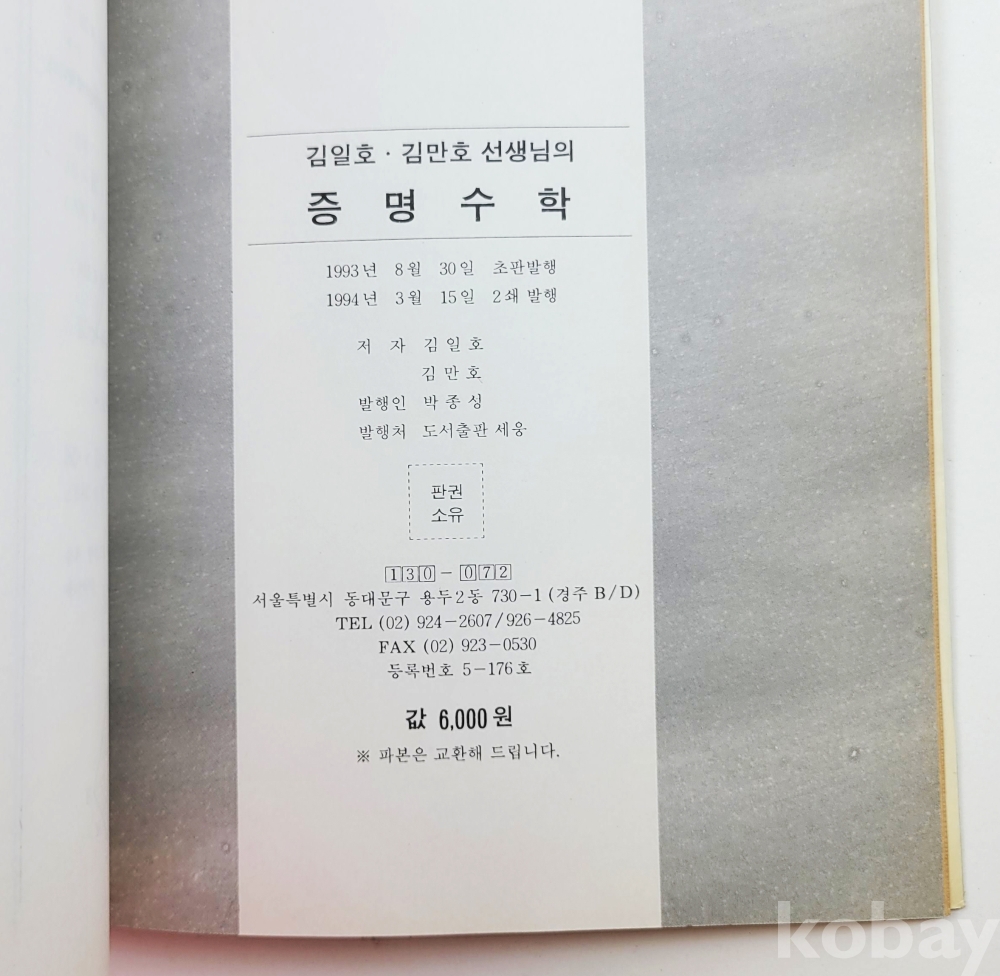 김일호 · 김만호 선생님의
증 명 수 학
1993년 8월 30일 초판발행
1994년 3월 15일 2쇄 발행
저 자 김일호
김만호
발행인 박종성
발행처 도서출판 세웅
판권
소유
130-072
서울특별시 동대문구 용두2동 730-1 (경주 B/D)
TEL (02) 924-2607/926-4825
FAX (02) 923-0530
등록번호 5-176호
값 6,000원
※ 파본은 교환해 드립니다.
kobay